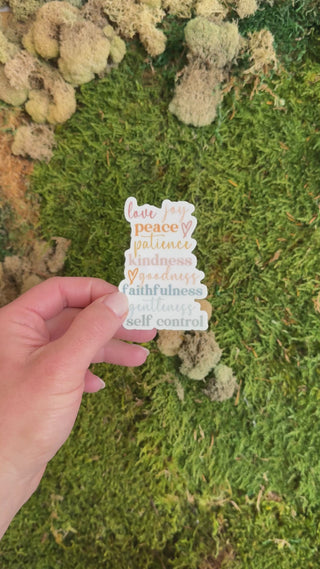 love joy
peace
patience
kindness
goodness
faithfulness
gentleness
self control